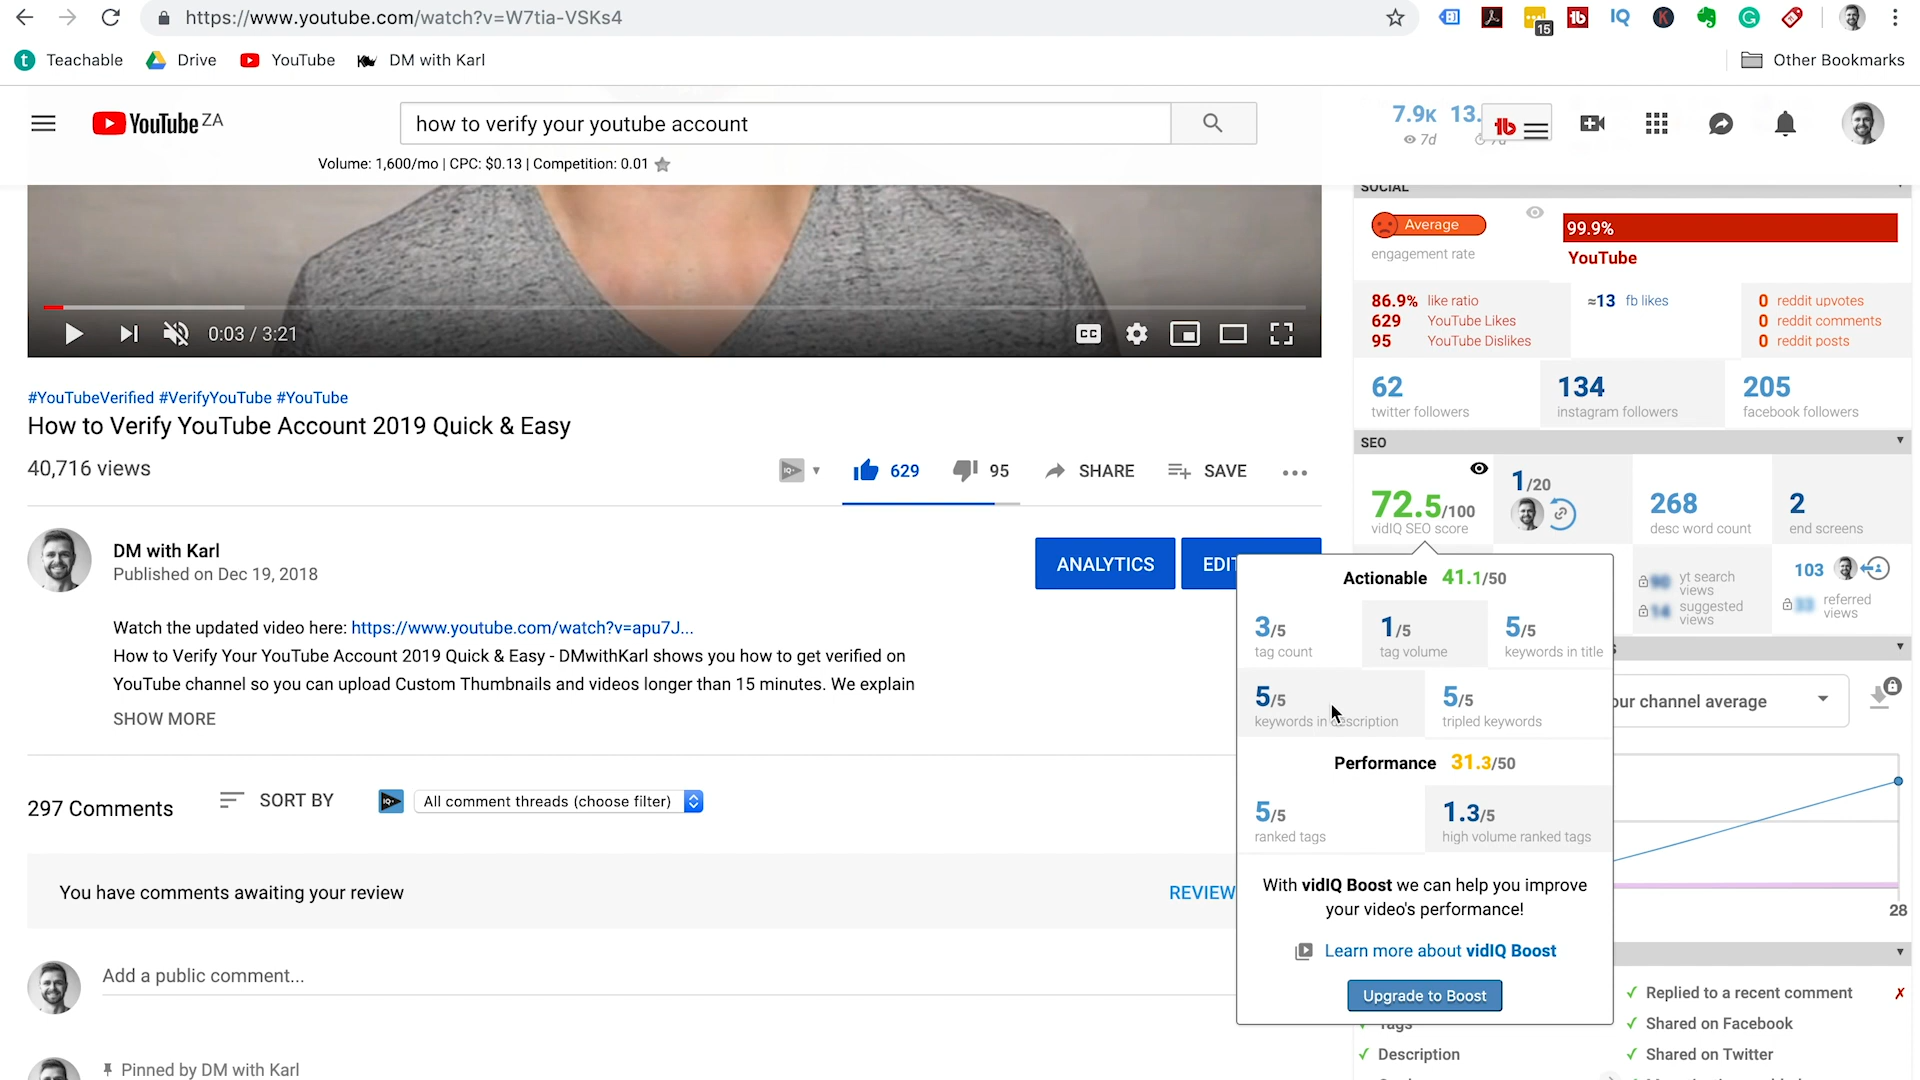 https://www.youtube.com/watch?v=W7tia-VSKs4
15
Teachable
Drive
YouTube
DM with Karl
Other Bookmarks
YouTube ZA
how to verify your youtube account
Volume: 1,600/mo | CPC: $0.13 | Competition: 0.01
7.9K 13.
7d
SOCIAL
Average
engagement rate
99.9%
YouTube
86.9% like ratio
629 YouTube Likes
95 YouTube Dislikes
≈13 fb likes
0 reddit upvotes
0 reddit comments
0 reddit posts
62
twitter followers
134
instagram followers
205
facebook followers
0:03 / 3:21
CC
#YouTubeVerified #VerifyYouTube #YouTube
How to Verify YouTube Account 2019 Quick & Easy
40,716 views
629
95
SHARE
SAVE
SEO
72.5/100
vidIQ SEO score
1/20
268
desc word count
2
end screens
yt search views
suggested views
103
referred views
DM with Karl
Published on Dec 19, 2018
ANALYTICS
EDIT
Watch the updated video here: https://www.youtube.com/watch?v=apu7J...
How to Verify Your YouTube Account 2019 Quick & Easy - DMwithKarl shows you how to get verified on
YouTube channel so you can upload Custom Thumbnails and videos longer than 15 minutes. We explain
SHOW MORE
Actionable 41.1/50
3/5
tag count
1/5
tag volume
5/5
keywords in title
5/5
keywords in description
5/5
tripled keywords
Performance 31.3/50
5/5
ranked tags
1.3/5
high volume ranked tags
With vidIQ Boost we can help you improve
your video's performance!
Learn more about vidIQ Boost
Upgrade to Boost
our channel average
28
297 Comments
SORT BY
All comment threads (choose filter)
You have comments awaiting your review
REVIEW
Add a public comment...
Pinned by DM with Karl
Tags
Description
Replied to a recent comment
Shared on Facebook
Shared on Twitter